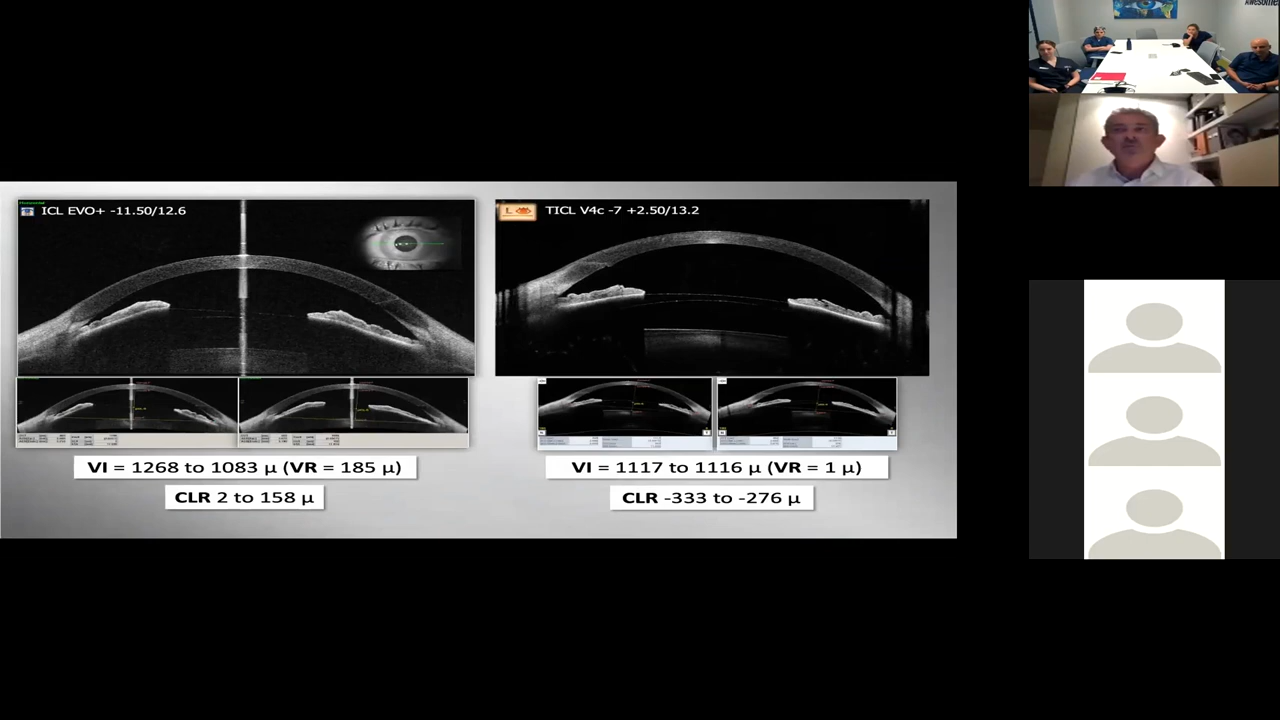 Awesome
ICL EVO+ -11.50/12.6
L
TICL V4c -7 +2.50/13.2
VI = 1268 to 1083 μ (VR = 185 μ)
VI = 1117 to 1116 μ (VR = 1 μ)
CLR 2 to 158 μ
CLR -333 to -276 μ